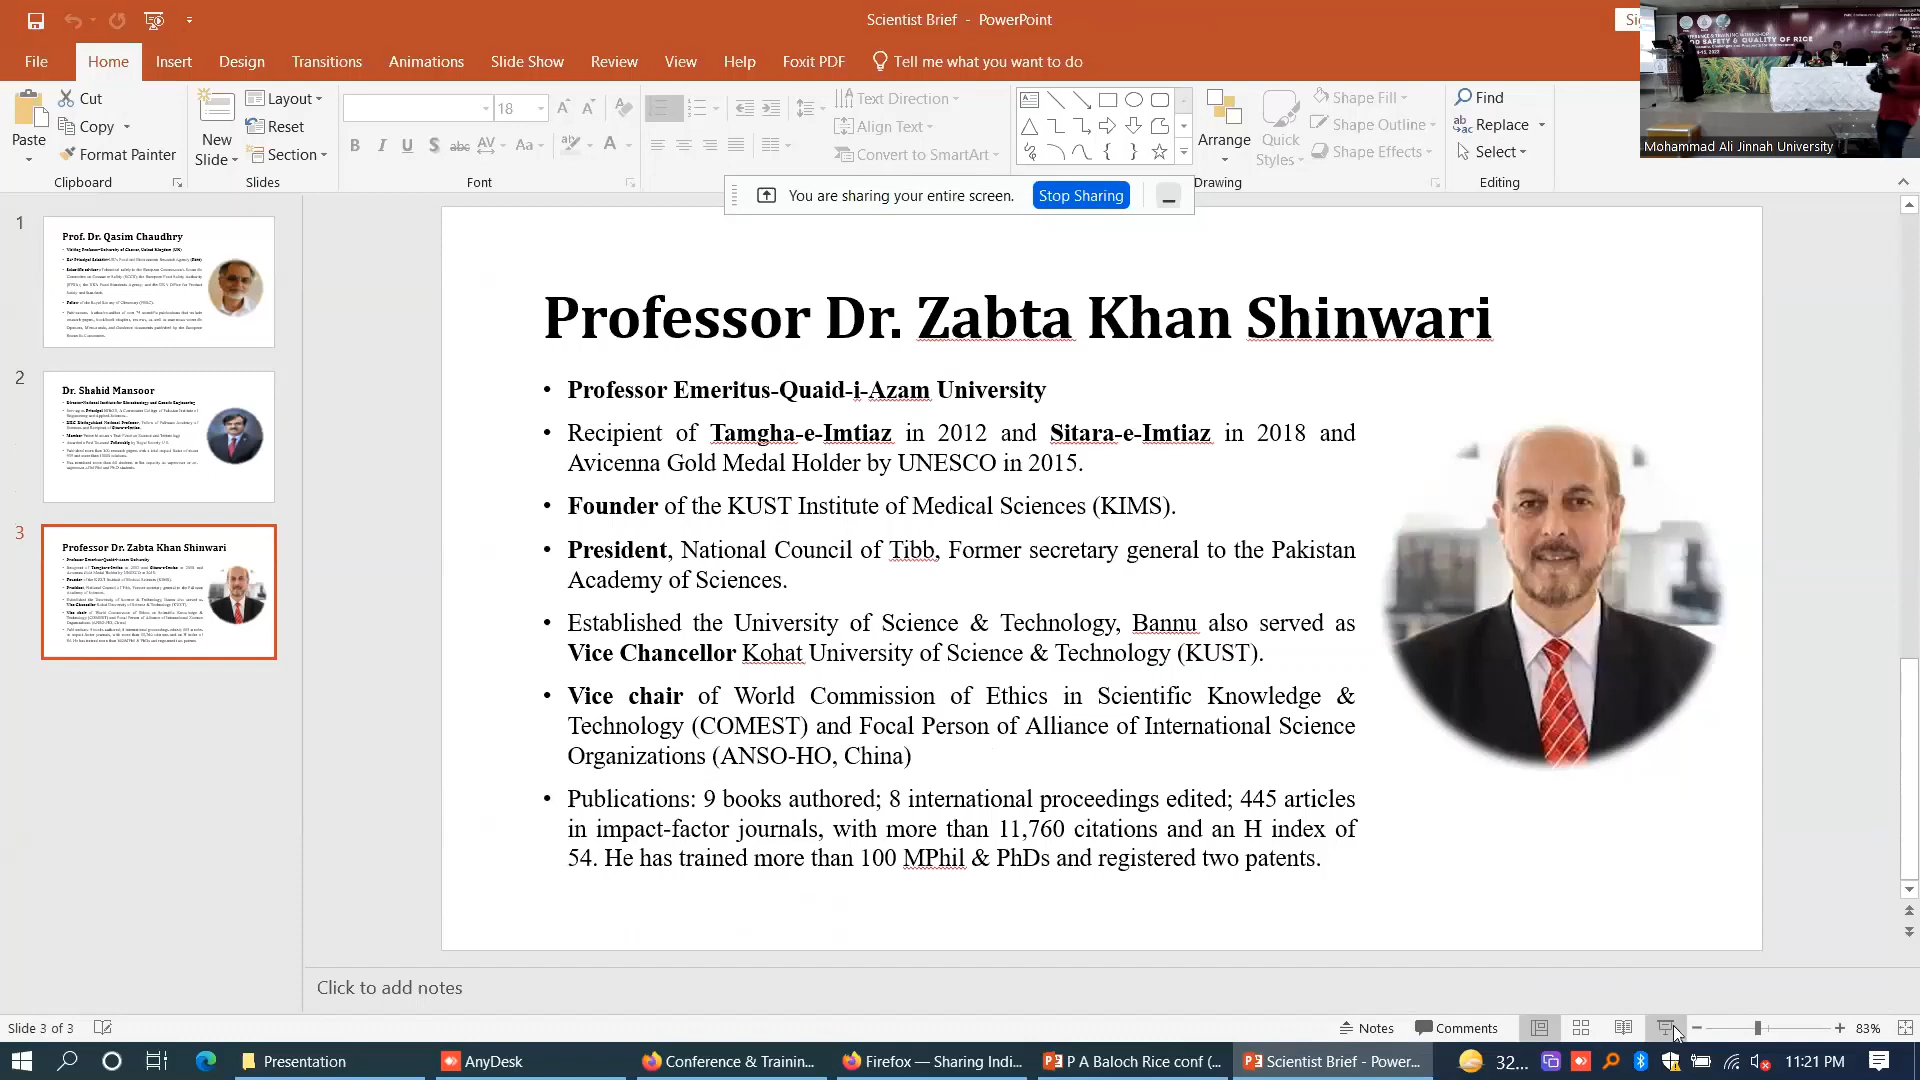 Scientist Brief - PowerPoint
File Home Insert Design Transitions Animations Slide Show Review View Help Foxit PDF Tell me what you want to do
Cut
Copy
Format Painter
Paste
Clipboard
New
Slide
Layout
Reset
Section
Slides
18
Font
Text Direction
Align Text
Convert to SmartArt
Arrange
Quick
Styles
Shape Fill
Shape Outline
Shape Effects
Drawing
Find
Replace
Select
Editing
FOOD SAFETY & QUALITY OF RICE
Mohammad Ali Jinnah University
You are sharing your entire screen. Stop Sharing
1
Prof. Dr. Qasim Chaudhry
2
Dr. Shahid Mansoor
3
Professor Dr. Zabta Khan Shinwari
Professor Dr. Zabta Khan Shinwari
• Professor Emeritus-Quaid-i-Azam University
• Recipient of Tamgha-e-Imtiaz in 2012 and Sitara-e-Imtiaz in 2018 and
Avicenna Gold Medal Holder by UNESCO in 2015.
• Founder of the KUST Institute of Medical Sciences (KIMS).
• President, National Council of Tibb, Former secretary general to the Pakistan
Academy of Sciences.
• Established the University of Science & Technology, Bannu also served as
Vice Chancellor Kohat University of Science & Technology (KUST).
• Vice chair of World Commission of Ethics in Scientific Knowledge &
Technology (COMEST) and Focal Person of Alliance of International Science
Organizations (ANSO-HO, China)
• Publications: 9 books authored; 8 international proceedings edited; 445 articles
in impact-factor journals, with more than 11,760 citations and an H index of
54. He has trained more than 100 MPhil & PhDs and registered two patents.
Click to add notes
Slide 3 of 3
Notes Comments 83%
Presentation AnyDesk Conference & Trainin... Firefox — Sharing Indi... P A Baloch Rice conf (... Scientist Brief - Power... 32... 11:21 PM